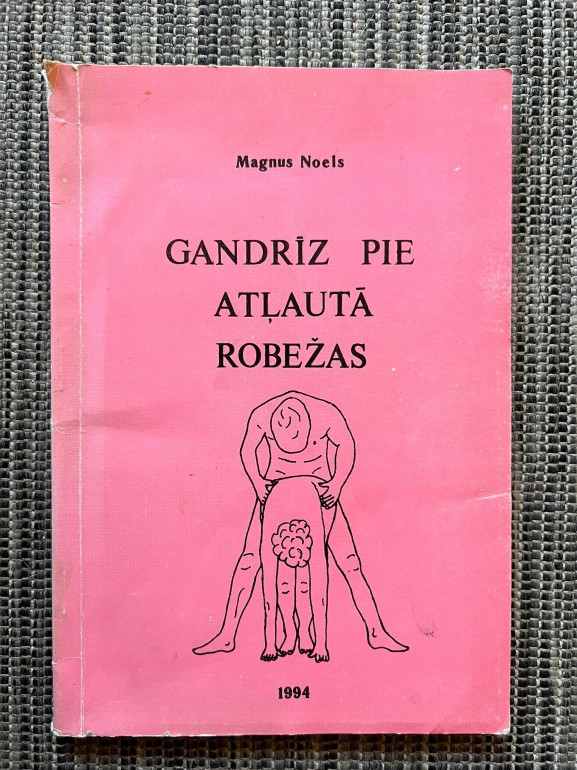 Magnus Noels
GANDRĪZ PIE
ATĻAUTĀ
ROBEŽAS
1994